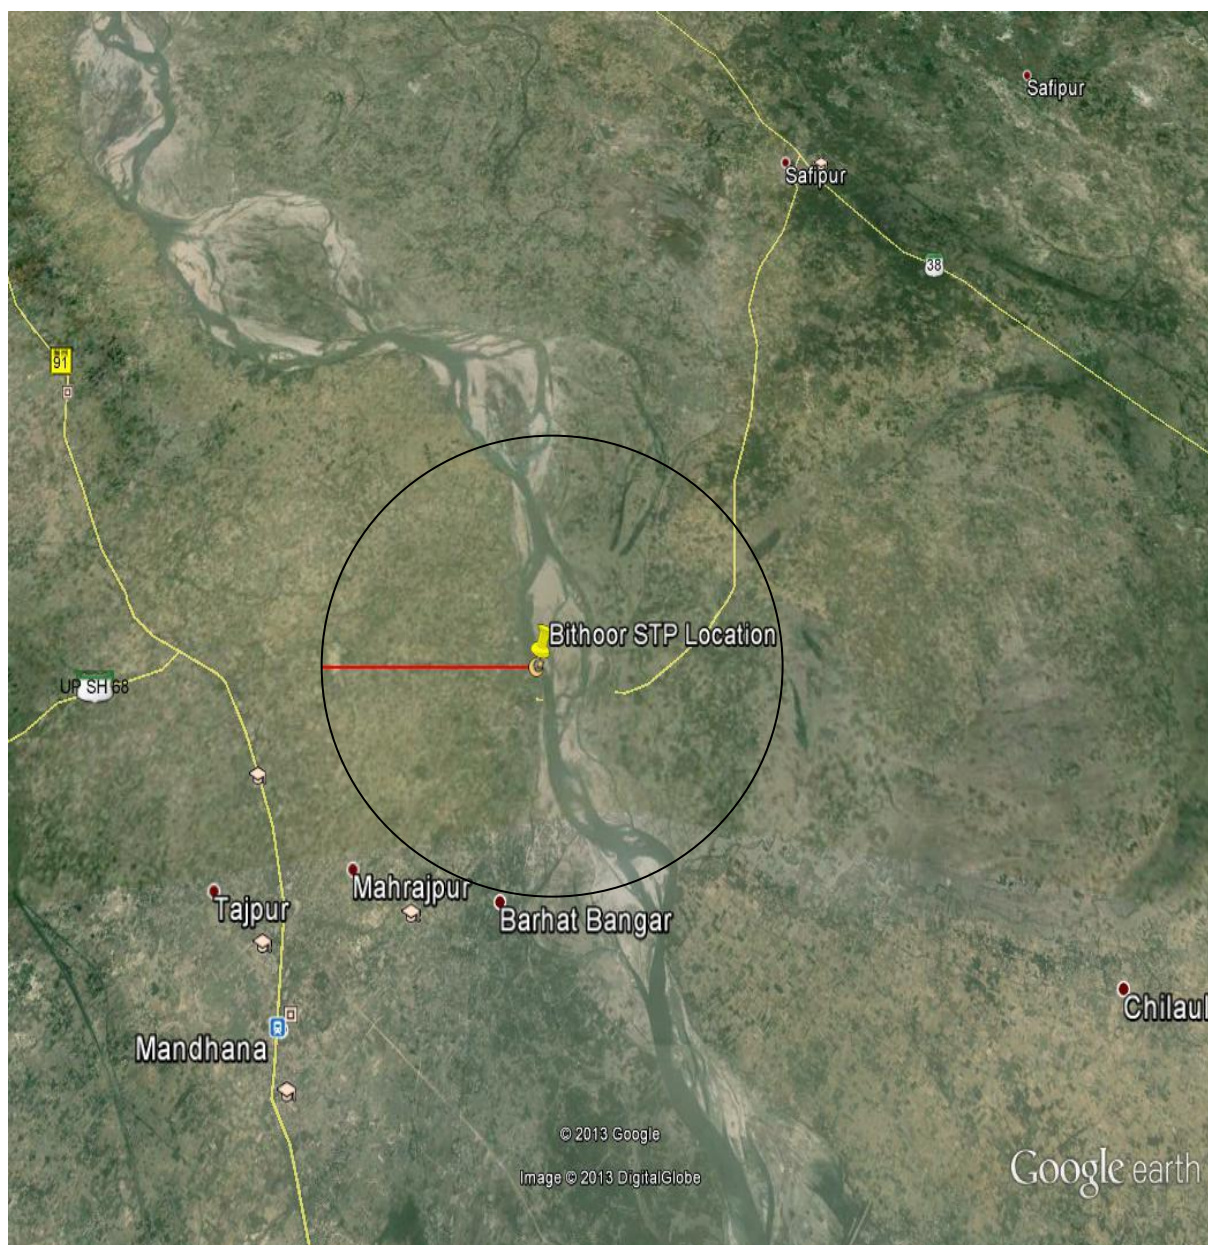 Safipur
Safipur
38
91
Bithoor STP Location
UP SH 68
Mahrajpur
Tajpur
Barhat Bangar
Chilaul
Mandhana
© 2013 Google
Image © 2013 DigitalGlobe
Google earth